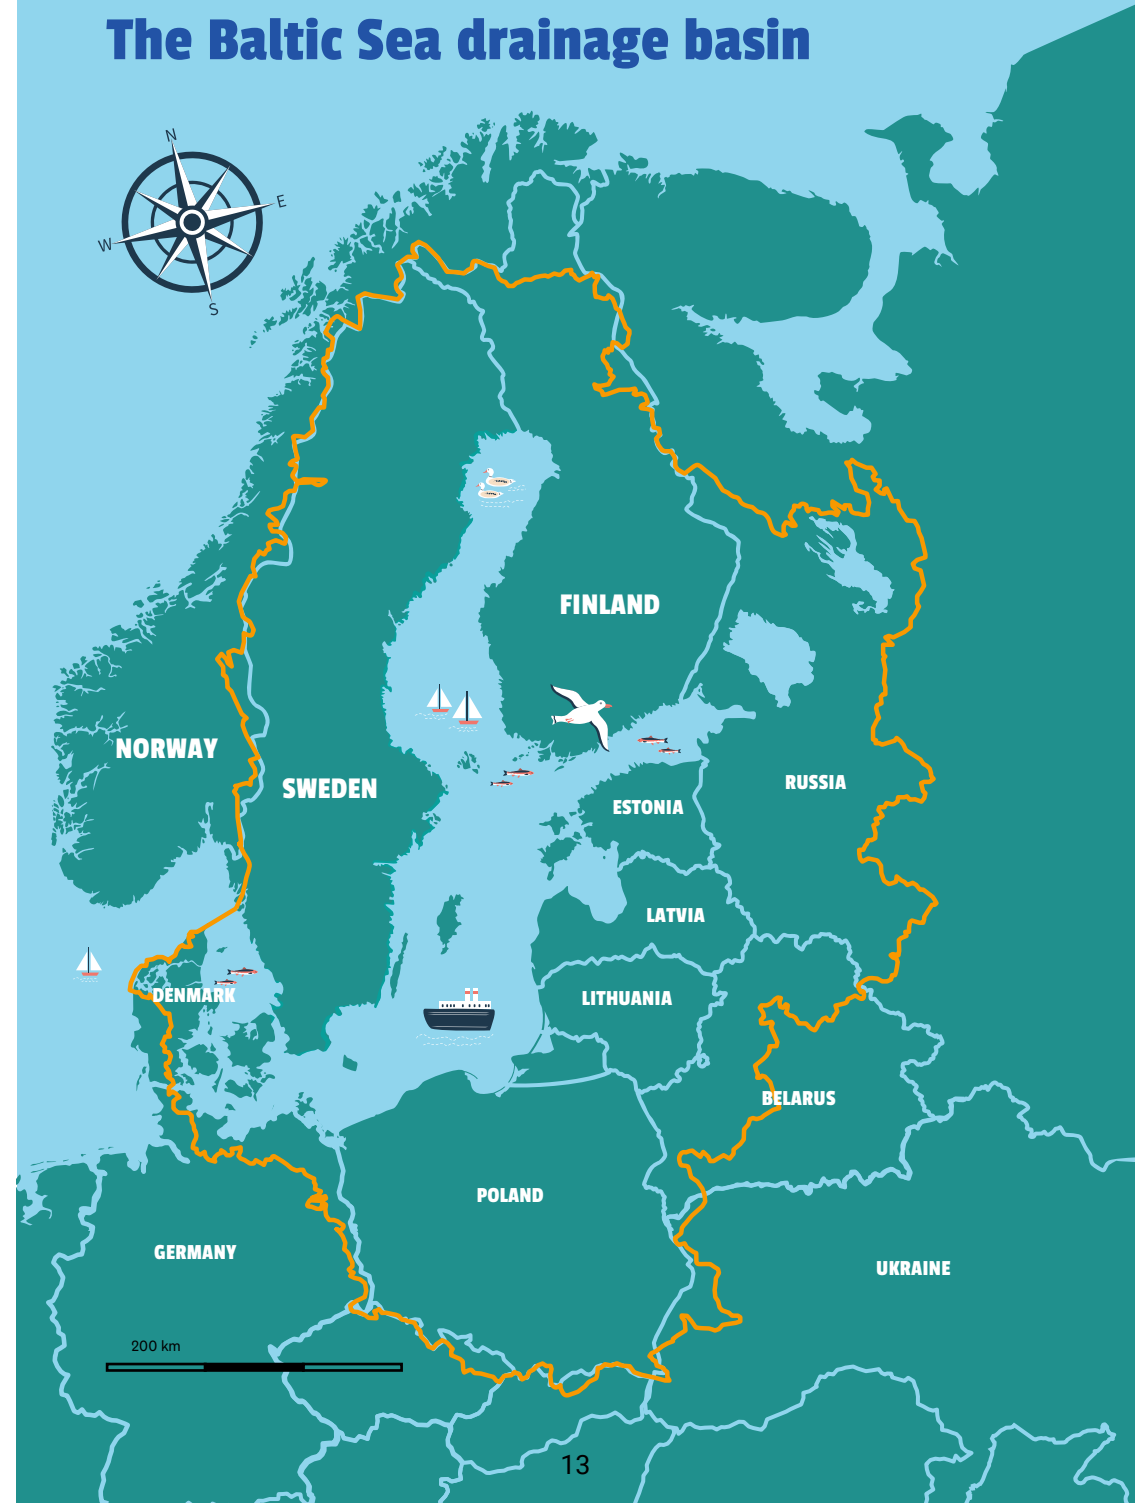 The Baltic Sea drainage basin
N
E
W
S
FINLAND
NORWAY
SWEDEN
RUSSIA
ESTONIA
LATVIA
DENMARK
LITHUANIA
BELARUS
POLAND
GERMANY
UKRAINE
200 km
13